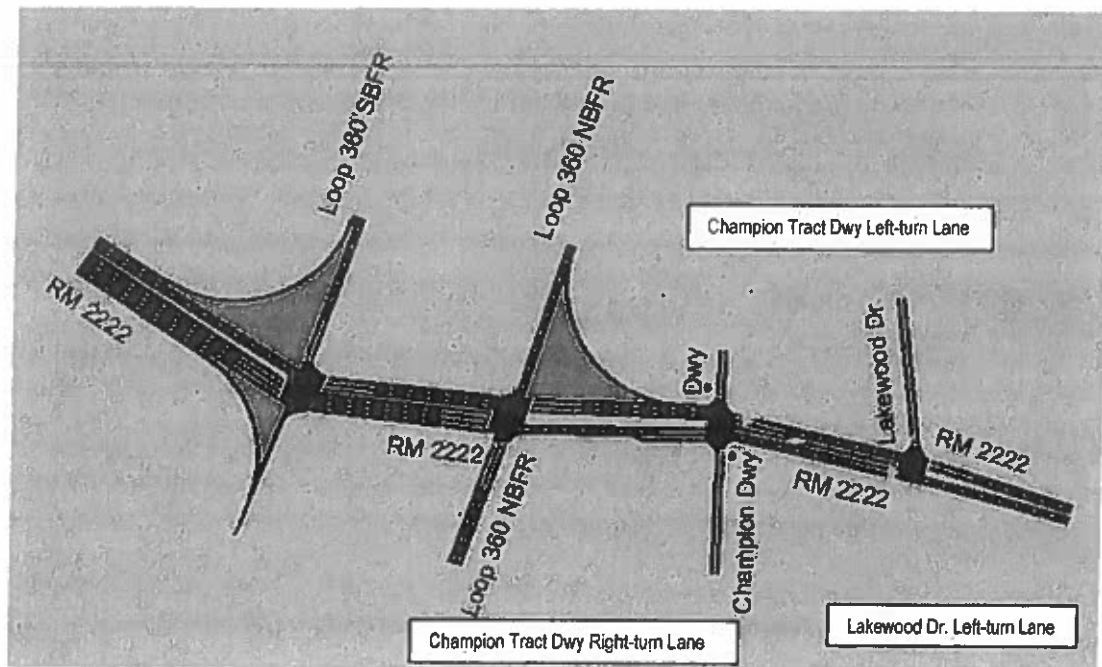 Loop 360 SBFR
Loop 360 NBFR
Champion Tract Dwy Left-turn Lane
RM 2222
Dwy
Lakewood Dr.
RM 2222
RM 2222
RM 2222
Loop 360 NBFR
Champion Dwy
Champion Tract Dwy Right-turn Lane
Lakewood Dr. Left-turn Lane